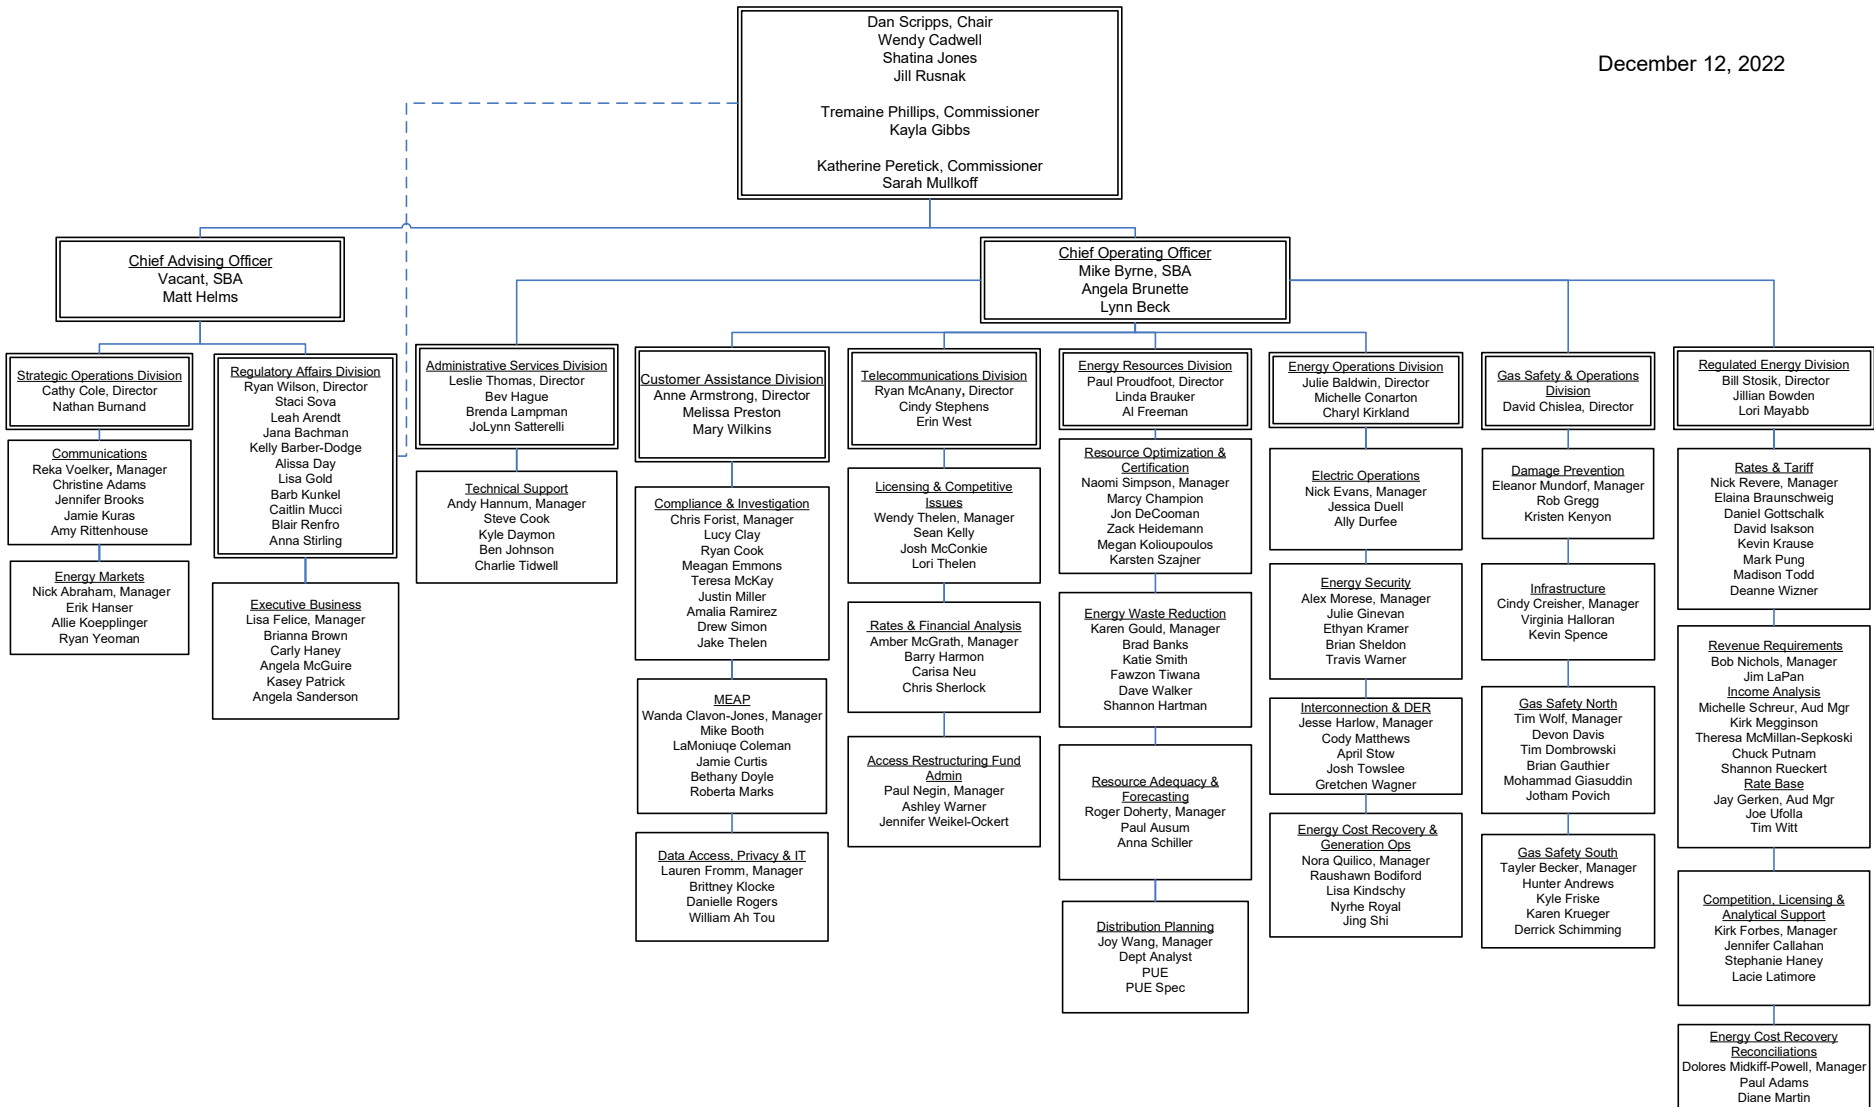 Dan Scripps, Chair
Wendy Cadwell
Shatina Jones
Jill Rusnak
Tremaine Phillips, Commissioner
Kayla Gibbs
Katherine Peretick, Commissioner
Sarah Mullkoff
December 12, 2022
Chief Advising Officer
Vacant, SBA
Matt Helms
Chief Operating Officer
Mike Byrne, SBA
Angela Brunette
Lynn Beck
Strategic Operations Division
Cathy Cole, Director
Nathan Burnand
Communications
Reka Voelker, Manager
Christine Adams
Jennifer Brooks
Jamie Kuras
Amy Rittenhouse
Energy Markets
Nick Abraham, Manager
Erik Hanser
Allie Koepplinger
Ryan Yeoman
Regulatory Affairs Division
Ryan Wilson, Director
Staci Sova
Leah Arendt
Jana Bachman
Kelly Barber-Dodge
Alissa Day
Lisa Gold
Barb Kunkel
Caitlin Mucci
Blair Renfro
Anna Stirling
Executive Business
Lisa Felice, Manager
Brianna Brown
Carly Haney
Angela McGuire
Kasey Patrick
Angela Sanderson
Administrative Services Division
Leslie Thomas, Director
Bev Hague
Brenda Lampman
JoLynn Satterelli
Technical Support
Andy Hannum, Manager
Steve Cook
Kyle Daymon
Ben Johnson
Charlie Tidwell
Customer Assistance Division
Anne Armstrong, Director
Melissa Preston
Mary Wilkins
Compliance & Investigation
Chris Forist, Manager
Lucy Clay
Ryan Cook
Meagan Emmons
Teresa McKay
Justin Miller
Amalia Ramirez
Drew Simon
Jake Thelen
MEAP
Wanda Clavon-Jones, Manager
Mike Booth
LaMoniuqe Coleman
Jamie Curtis
Bethany Doyle
Roberta Marks
Data Access, Privacy & IT
Lauren Fromm, Manager
Brittney Klocke
Danielle Rogers
William Ah Tou
Telecommunications Division
Ryan McAnany, Director
Cindy Stephens
Erin West
Licensing & Competitive
Issues
Wendy Thelen, Manager
Sean Kelly
Josh McConkie
Lori Thelen
Rates & Financial Analysis
Amber McGrath, Manager
Barry Harmon
Carisa Neu
Chris Sherlock
Access Restructuring Fund
Admin
Paul Negin, Manager
Ashley Warner
Jennifer Weikel-Ockert
Energy Resources Division
Paul Proudfoot, Director
Linda Brauker
Al Freeman
Resource Optimization &
Certification
Naomi Simpson, Manager
Marcy Champion
Jon DeCooman
Zack Heidemann
Megan Kolioupoulos
Karsten Szajner
Energy Waste Reduction
Karen Gould, Manager
Brad Banks
Katie Smith
Fawzon Tiwana
Dave Walker
Shannon Hartman
Resource Adequacy &
Forecasting
Roger Doherty, Manager
Paul Ausum
Anna Schiller
Distribution Planning
Joy Wang, Manager
Dept Analyst
PUE
PUE Spec
Energy Operations Division
Julie Baldwin, Director
Michelle Conarton
Charyl Kirkland
Electric Operations
Nick Evans, Manager
Jessica Duell
Ally Durfee
Energy Security
Alex Morese, Manager
Julie Ginevan
Ethyan Kramer
Brian Sheldon
Travis Warner
Interconnection & DER
Jesse Harlow, Manager
Cody Matthews
April Stow
Josh Towslee
Gretchen Wagner
Energy Cost Recovery &
Generation Ops
Nora Quilico, Manager
Raushawn Bodiford
Lisa Kindschy
Nyrhe Royal
Jing Shi
Gas Safety & Operations
Division
David Chislea, Director
Damage Prevention
Eleanor Mundorf, Manager
Rob Gregg
Kristen Kenyon
Infrastructure
Cindy Creisher, Manager
Virginia Halloran
Kevin Spence
Gas Safety North
Tim Wolf, Manager
Devon Davis
Tim Dombrowski
Brian Gauthier
Mohammad Giasuddin
Jotham Povich
Gas Safety South
Tayler Becker, Manager
Hunter Andrews
Kyle Friske
Karen Krueger
Derrick Schimming
Regulated Energy Division
Bill Stosik, Director
Jillian Bowden
Lori Mayabb
Rates & Tariff
Nick Revere, Manager
Elaina Braunschweig
Daniel Gottschalk
David Isakson
Kevin Krause
Mark Pung
Madison Todd
Deanne Wizner
Revenue Requirements
Bob Nichols, Manager
Jim LaPan
Income Analysis
Michelle Schreur, Aud Mgr
Kirk Megginson
Theresa McMillan-Sepkoski
Chuck Putnam
Shannon Rueckert
Rate Base
Jay Gerken, Aud Mgr
Joe Ufolla
Tim Witt
Competition, Licensing &
Analytical Support
Kirk Forbes, Manager
Jennifer Callahan
Stephanie Haney
Lacie Latimore
Energy Cost Recovery
Reconciliations
Dolores Midkiff-Powell, Manager
Paul Adams
Diane Martin